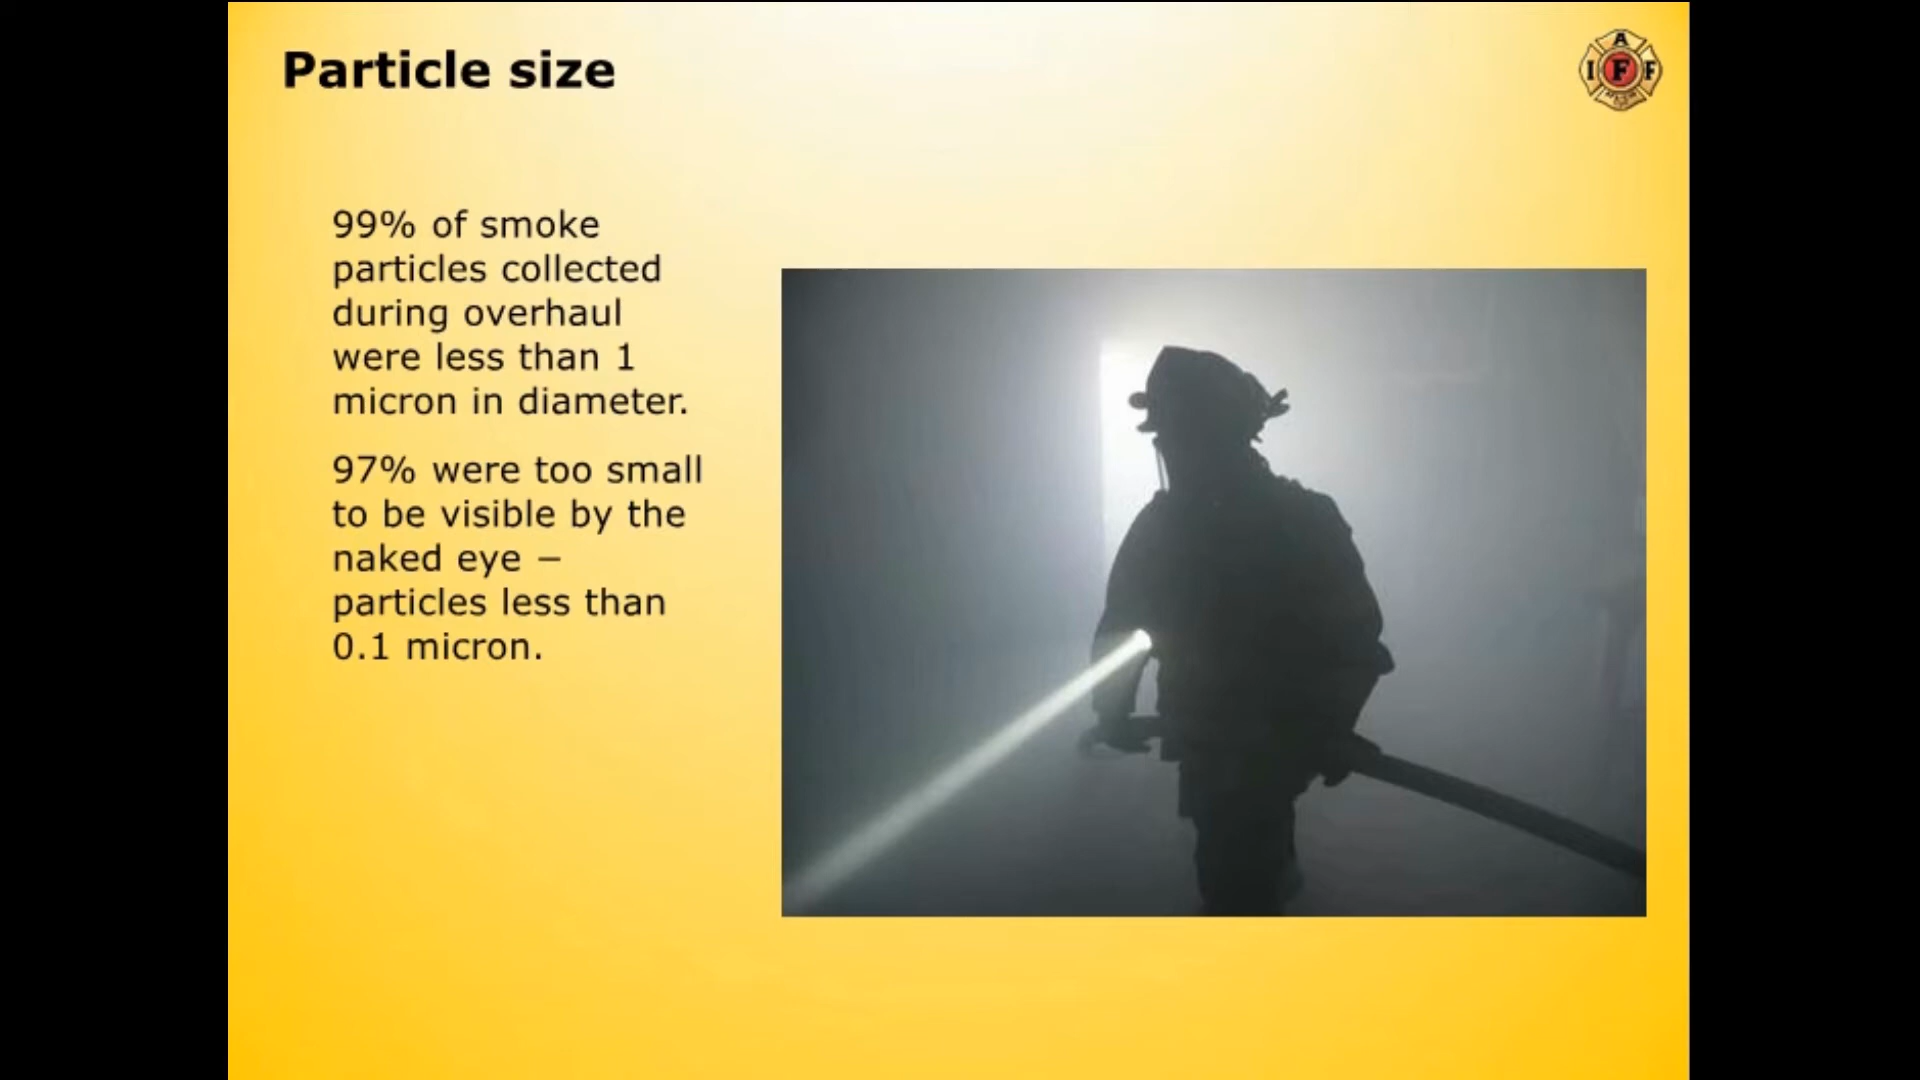 Particle size
A
I F F
99% of smoke
particles collected
during overhaul
were less than 1
micron in diameter.
97% were too small
to be visible by the
naked eye –
particles less than
0.1 micron.